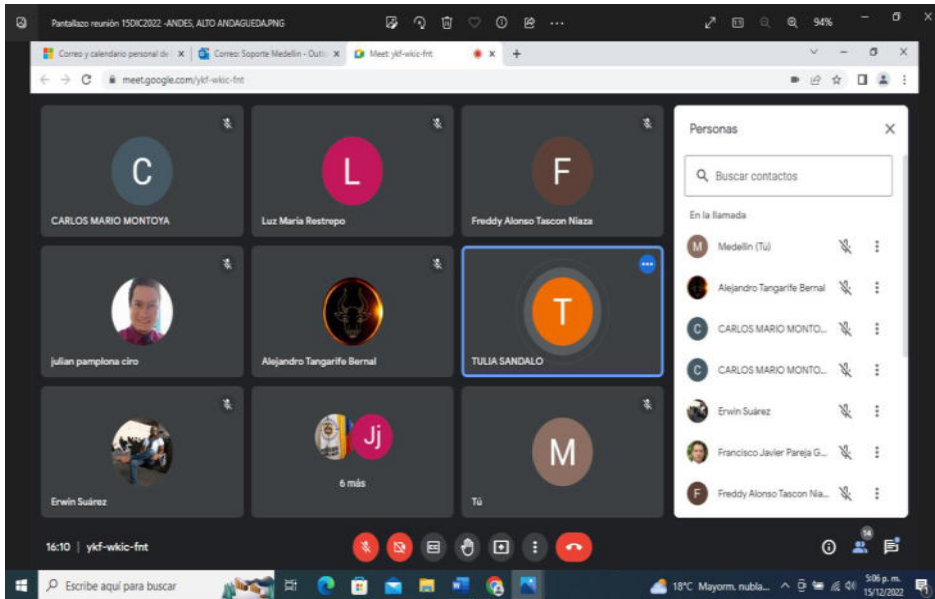 Pantallazo reunión 15DIC2022 -ANDES, ALTO ANDAGUEDA.PNG
94%
Correo y calendario personal de
Correo: Soporte Medellin - Outl
Meet: ykf-wkic-fnt
meet.google.com/ykf-wkic-fnt
C
CARLOS MARIO MONTOYA
L
Luz Maria Restrepo
F
Freddy Alonso Tascon Niaza
julian pamplona ciro
Alejandro Tangarife Bernal
T
TULIA SANDALO
Erwin Suárez
Jj
6 más
M
Tú
Personas
Buscar contactos
En la llamada
M Medellin (Tú)
Alejandro Tangarife Bernal
C CARLOS MARIO MONTO...
C CARLOS MARIO MONTO...
Erwin Suárez
Francisco Javier Pareja G...
F Freddy Alonso Tascon Nia...
16:10 | ykf-wkic-fnt
14
Escribe aquí para buscar
18°C Mayorm. nubla...
5:06 p. m.
15/12/2022
1